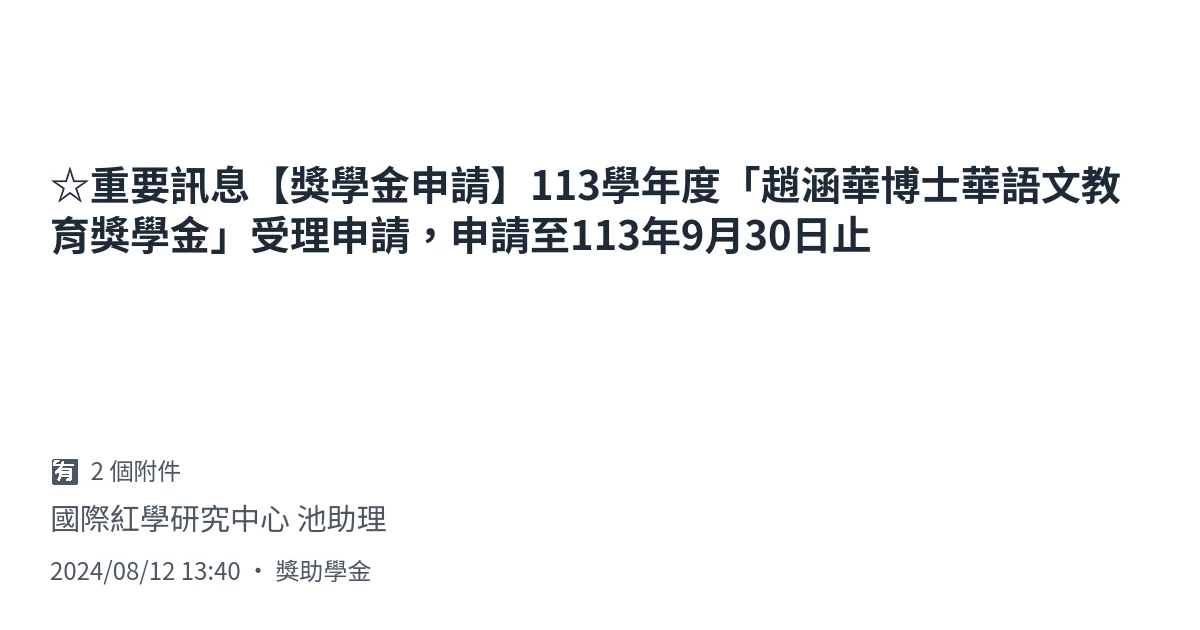 ☆重要訊息【獎學金申請】113學年度「趙涵華博士華語文教
育獎學金」受理申請，申請至113年9月30日止
🈶 2 個附件
國際紅學研究中心 池助理
2024/08/12 13:40 ・ 獎助學金